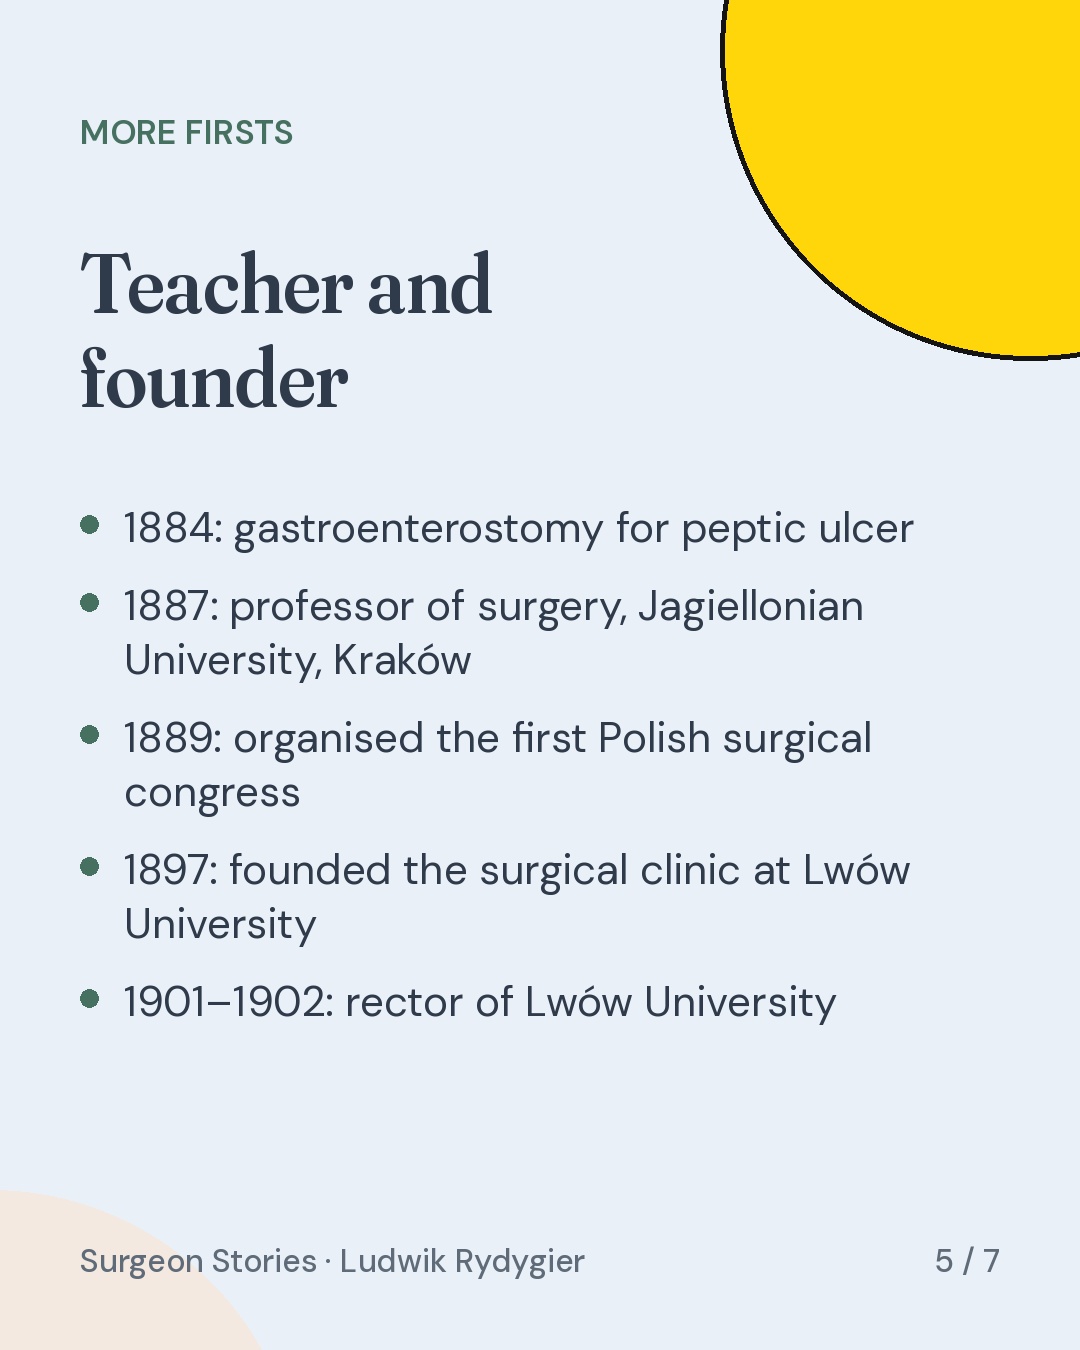 MORE FIRSTS
Teacher and
founder
1884: gastroenterostomy for peptic ulcer
1887: professor of surgery, Jagiellonian
University, Kraków
1889: organised the first Polish surgical
congress
1897: founded the surgical clinic at Lwów
University
1901–1902: rector of Lwów University
Surgeon Stories · Ludwik Rydygier
5 / 7